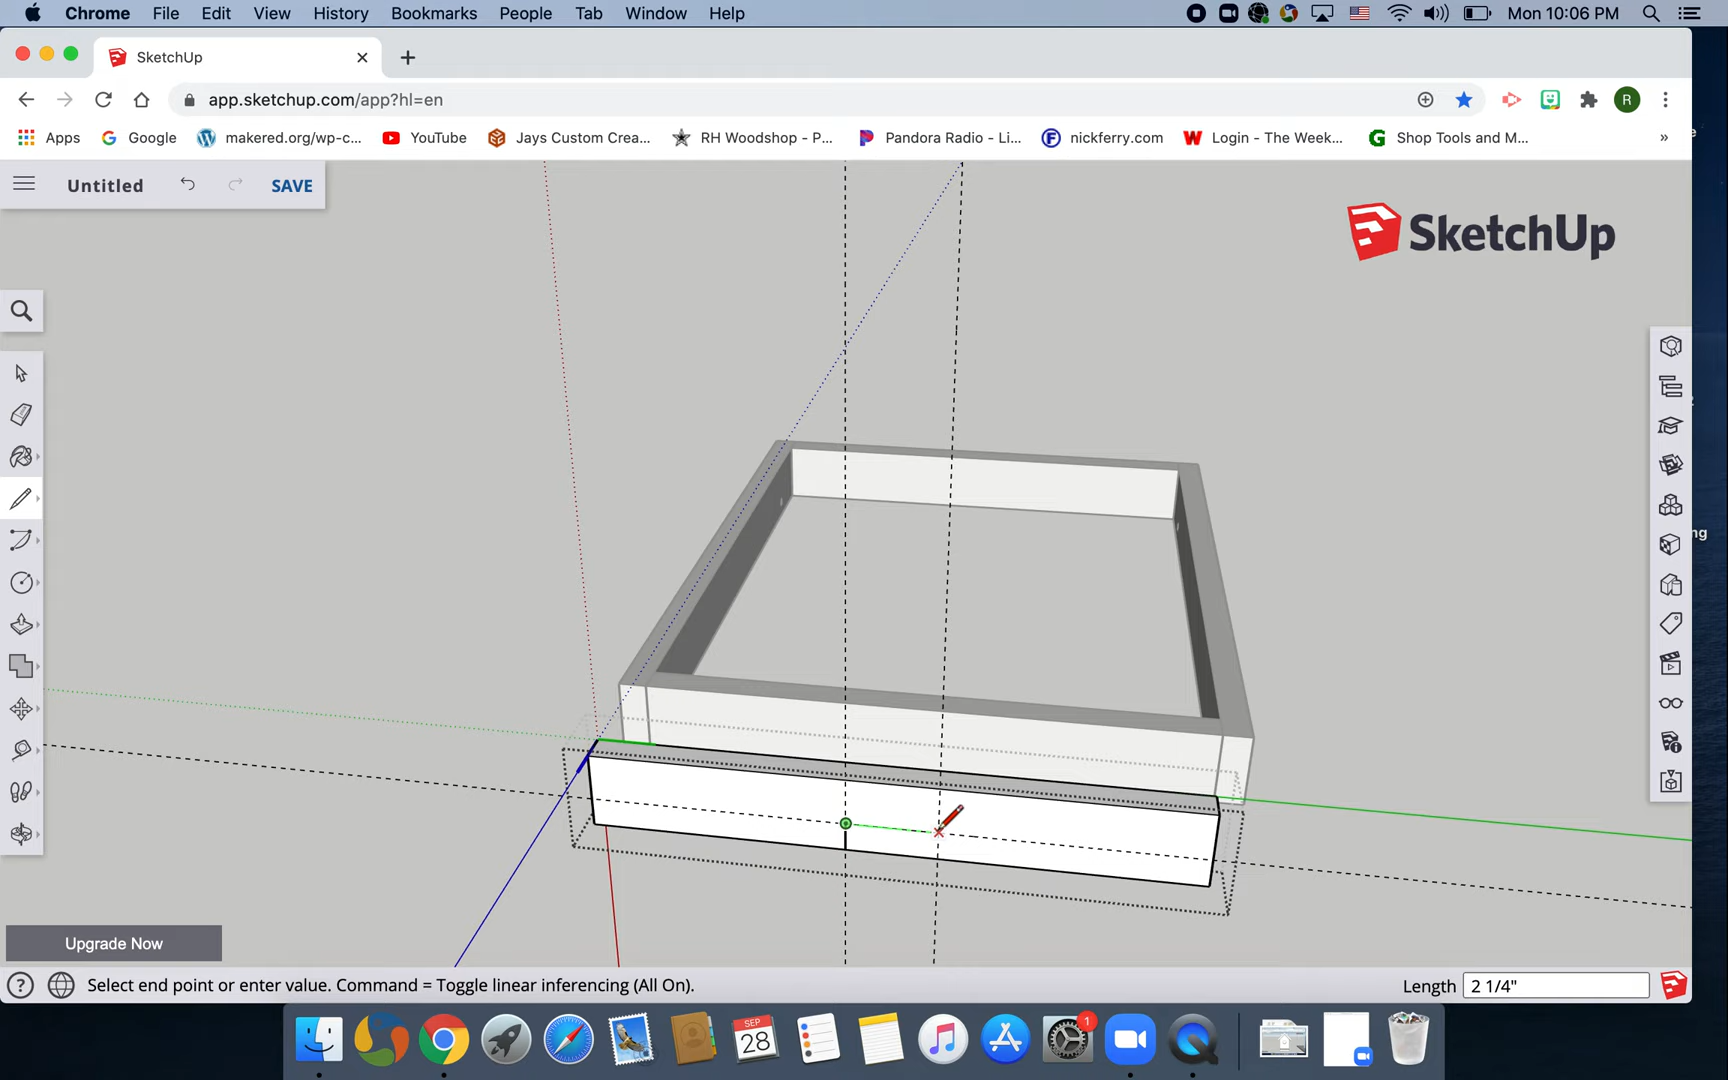 Chrome File Edit View History Bookmarks People Tab Window Help Mon 10:06 PM
SketchUp
app.sketchup.com/app?hl=en R
Apps Google makered.org/wp-c... YouTube Jays Custom Crea... RH Woodshop - P... Pandora Radio - Li... nickferry.com Login - The Week... Shop Tools and M... »
Untitled SAVE
SketchUp
ng
Upgrade Now
Select end point or enter value. Command = Toggle linear inferencing (All On). Length 2 1/4"
SEP
28
1